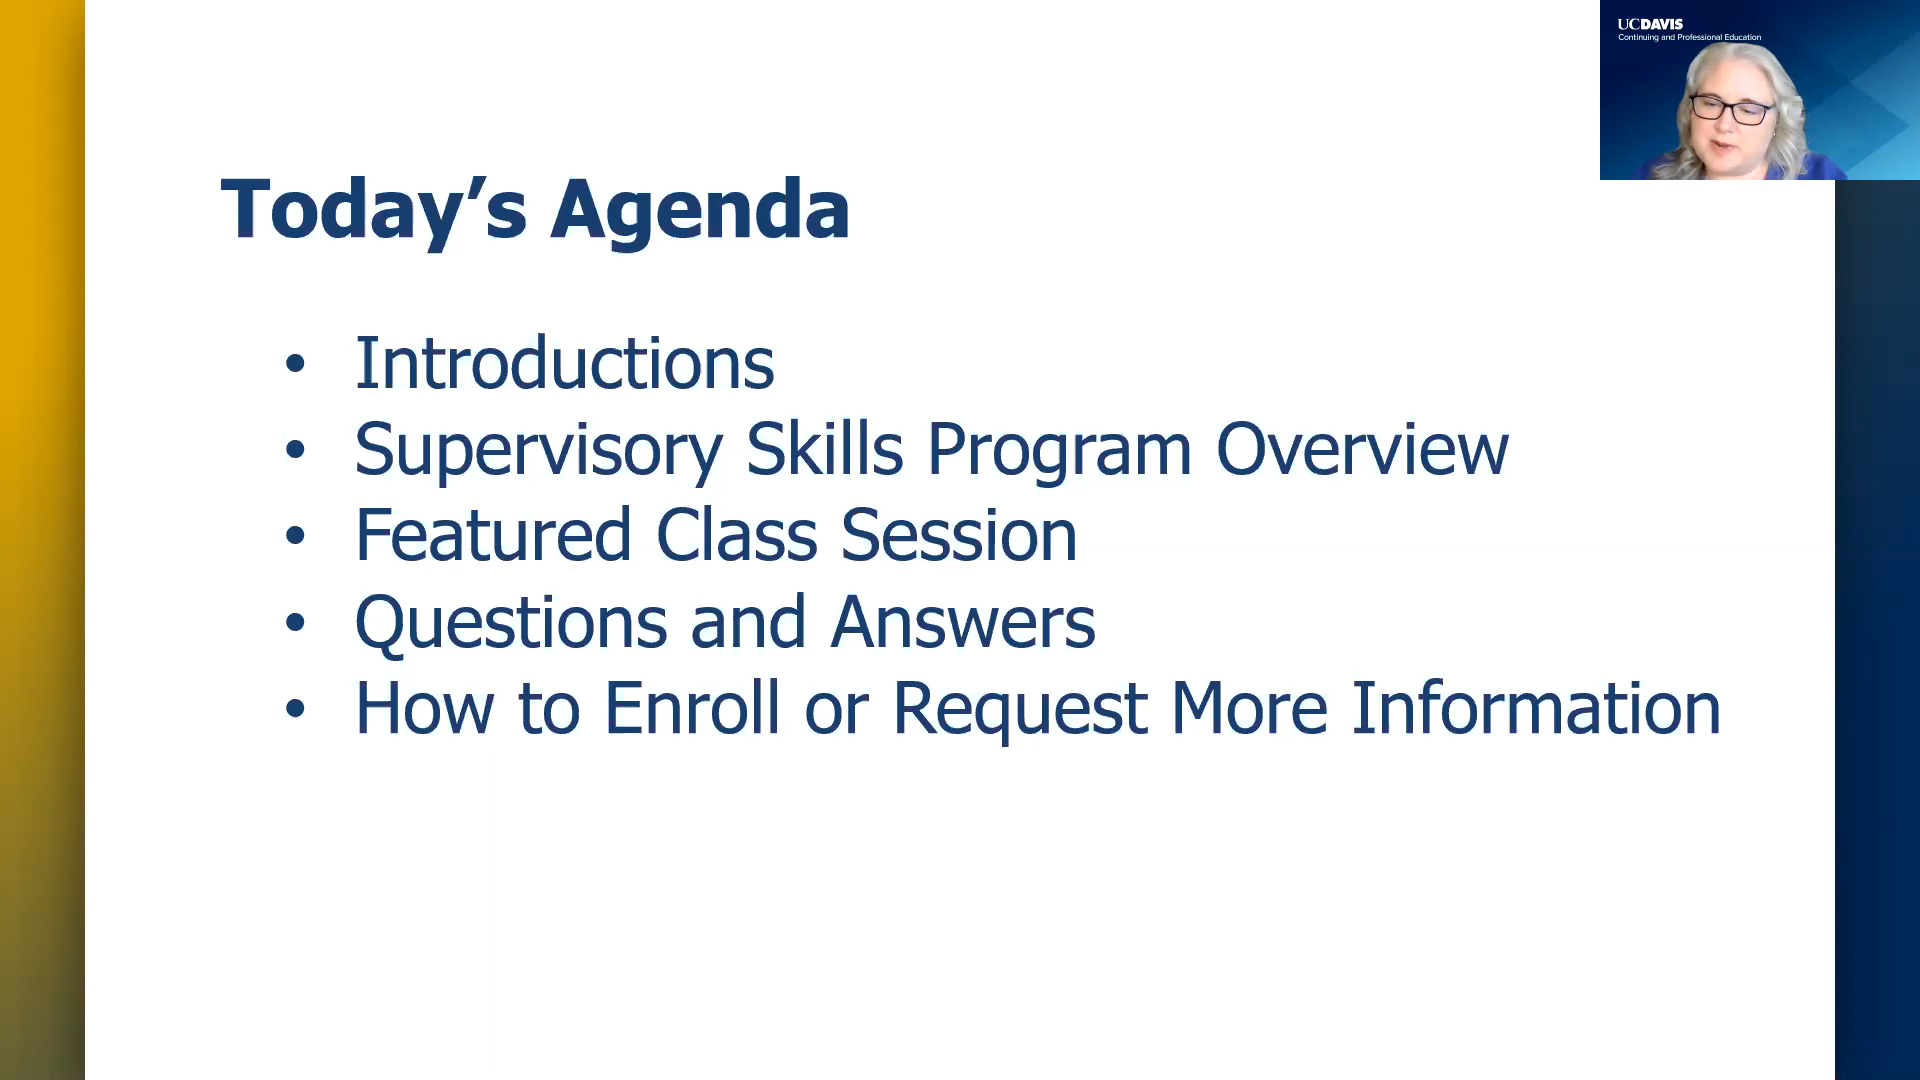 UCDAVIS
Continuing and Professional Education
Today’s Agenda
• Introductions
• Supervisory Skills Program Overview
• Featured Class Session
• Questions and Answers
• How to Enroll or Request More Information